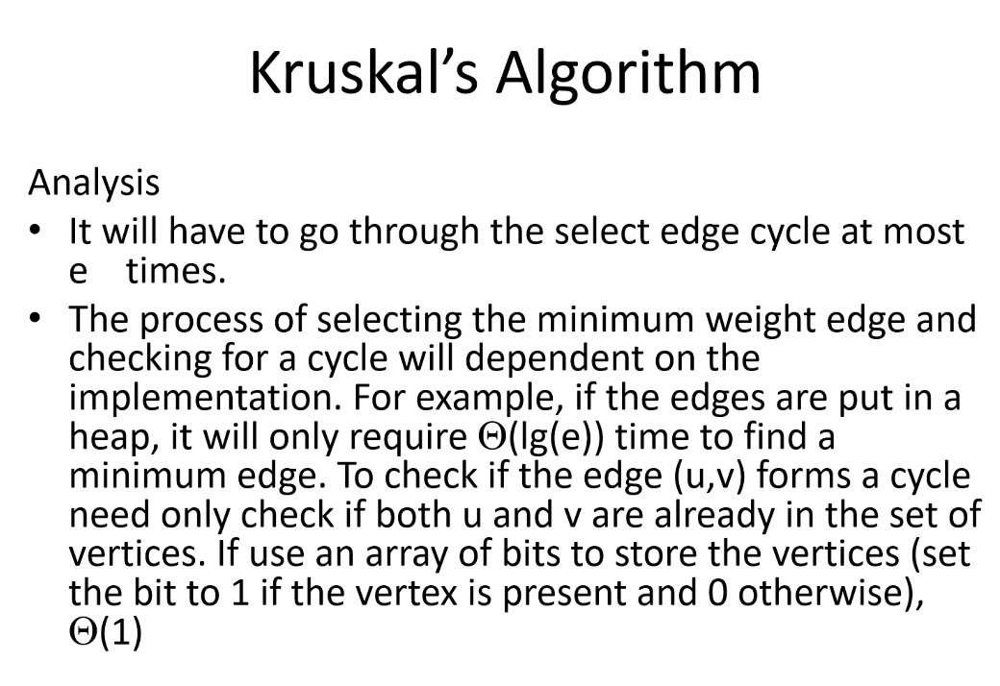 Kruskal’s Algorithm
Analysis
• It will have to go through the select edge cycle at most
e    times.
• The process of selecting the minimum weight edge and
checking for a cycle will dependent on the
implementation. For example, if the edges are put in a
heap, it will only require Θ(lg(e)) time to find a
minimum edge. To check if the edge (u,v) forms a cycle
need only check if both u and v are already in the set of
vertices. If use an array of bits to store the vertices (set
the bit to 1 if the vertex is present and 0 otherwise),
Θ(1)